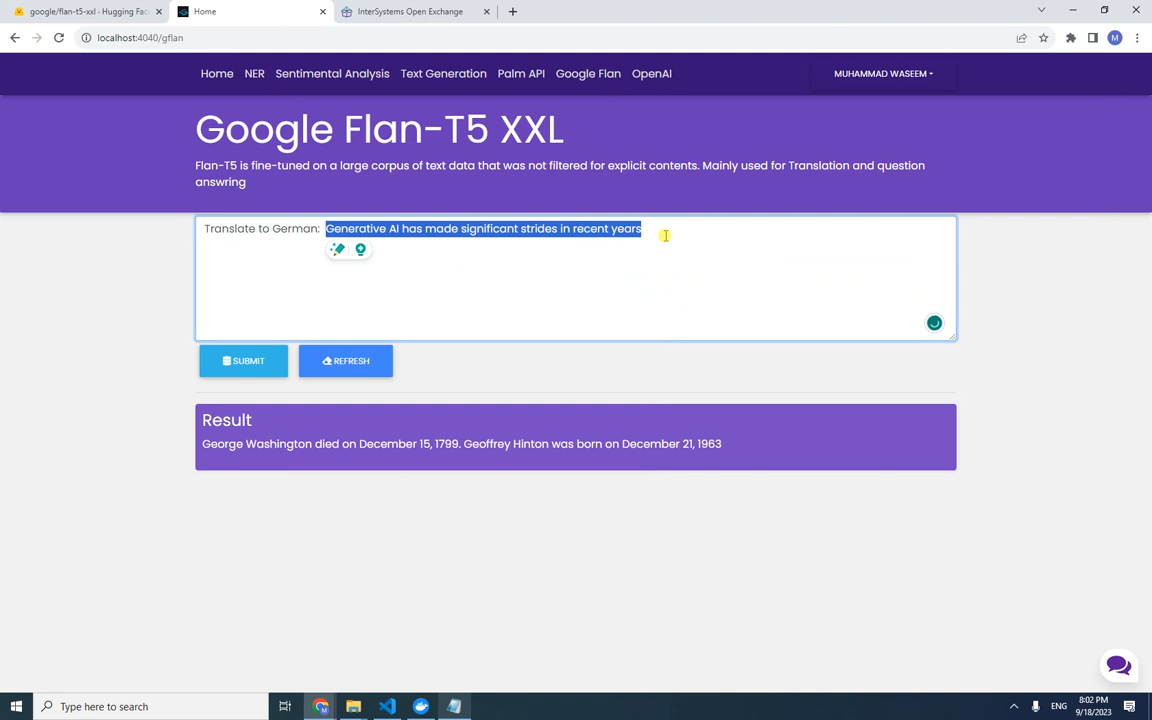 google/flan-t5-xxl - Hugging Fac
Home
InterSystems Open Exchange
localhost:4040/gflan
M
Home NER Sentimental Analysis Text Generation Palm API Google Flan OpenAI
MUHAMMAD WASEEM
Google Flan-T5 XXL
Flan-T5 is fine-tuned on a large corpus of text data that was not filtered for explicit contents. Mainly used for Translation and question
answring
Translate to German: Generative AI has made significant strides in recent years
SUBMIT
REFRESH
Result
George Washington died on December 15, 1799. Geoffrey Hinton was born on December 21, 1963
Type here to search
ENG
8:02 PM
9/18/2023